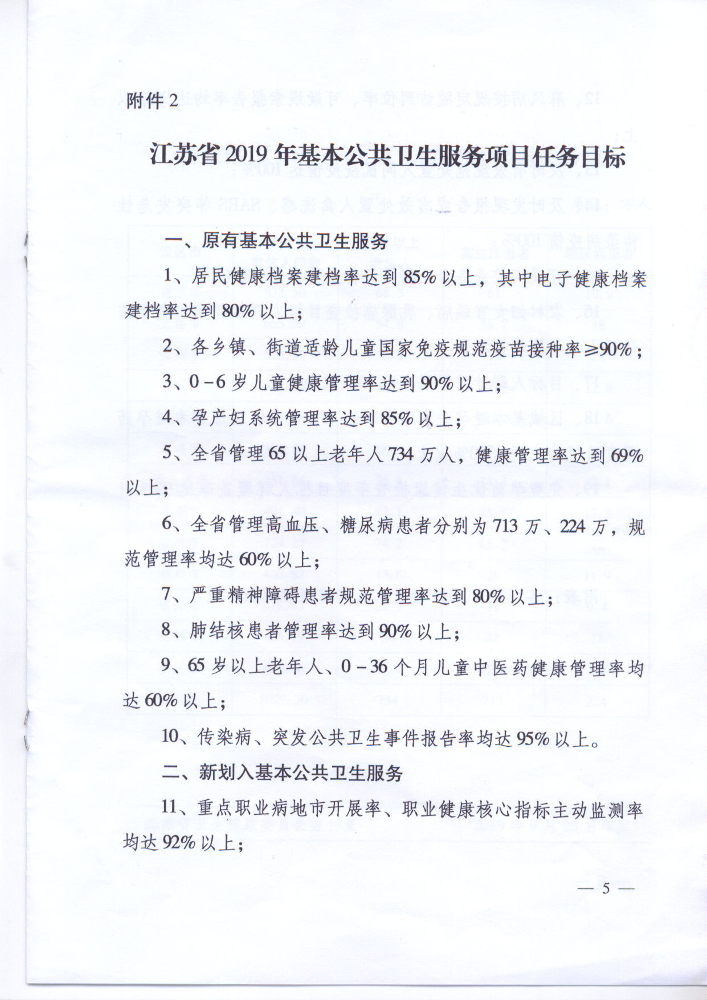 附件2
江苏省2019年基本公共卫生服务项目任务目标
一、原有基本公共卫生服务
1、居民健康档案建档率达到85%以上，其中电子健康档案
建档率达到80%以上；
2、各乡镇、街道适龄儿童国家免疫规范疫苗接种率≥90%；
3、0-6岁儿童健康管理率达到90%以上；
4、孕产妇系统管理率达到85%以上；
5、全省管理65以上老年人734万人，健康管理率达到69%
以上；
6、全省管理高血压、糖尿病患者分别为713万、224万，规
范管理率均达60%以上；
7、严重精神障碍患者规范管理率达到80%以上；
8、肺结核患者管理率达到90%以上；
9、65岁以上老年人、0-36个月儿童中医药健康管理率均
达60%以上；
10、传染病、突发公共卫生事件报告率均达95%以上。
二、新划入基本公共卫生服务
11、重点职业病地市开展率、职业健康核心指标主动监测率
均达92%以上；
— 5 —